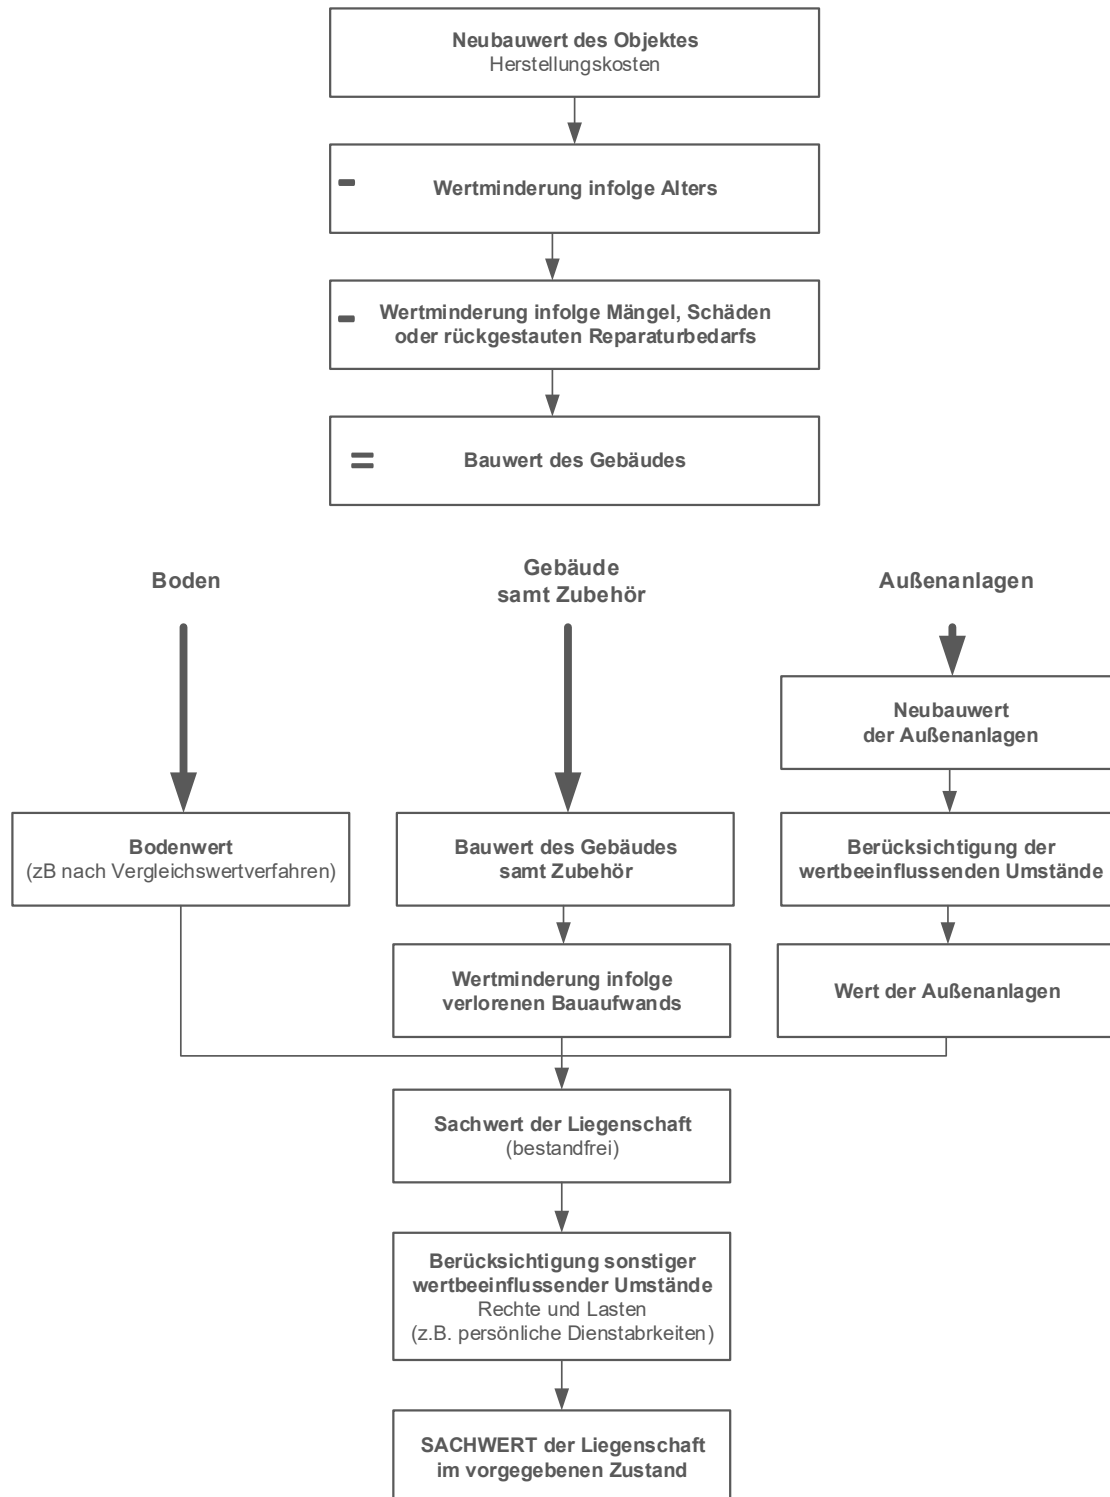 Neubauwert des Objektes
Herstellungskosten
- Wertminderung infolge Alters
- Wertminderung infolge Mängel, Schäden
oder rückgestauten Reparaturbedarfs
= Bauwert des Gebäudes
Boden
Gebäude
samt Zubehör
Außenanlagen
Neubauwert
der Außenanlagen
Bodenwert
(zB nach Vergleichswertverfahren)
Bauwert des Gebäudes
samt Zubehör
Berücksichtigung der
wertbeeinflussenden Umstände
Wertminderung infolge
verlorenen Bauaufwands
Wert der Außenanlagen
Sachwert der Liegenschaft
(bestandfrei)
Berücksichtigung sonstiger
wertbeeinflussender Umstände
Rechte und Lasten
(z.B. persönliche Dienstabrkeiten)
SACHWERT der Liegenschaft
im vorgegebenen Zustand